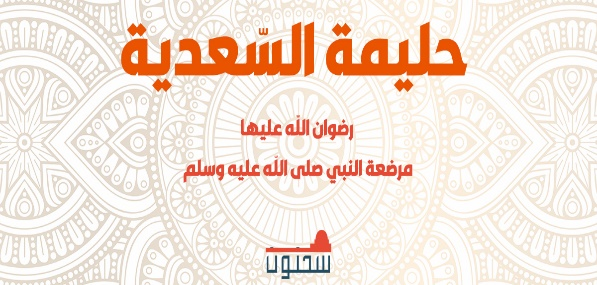 حليمة السّعدية
رضوان الله عليها
مرضعة النبي صلى الله عليه وسلم
سحنون